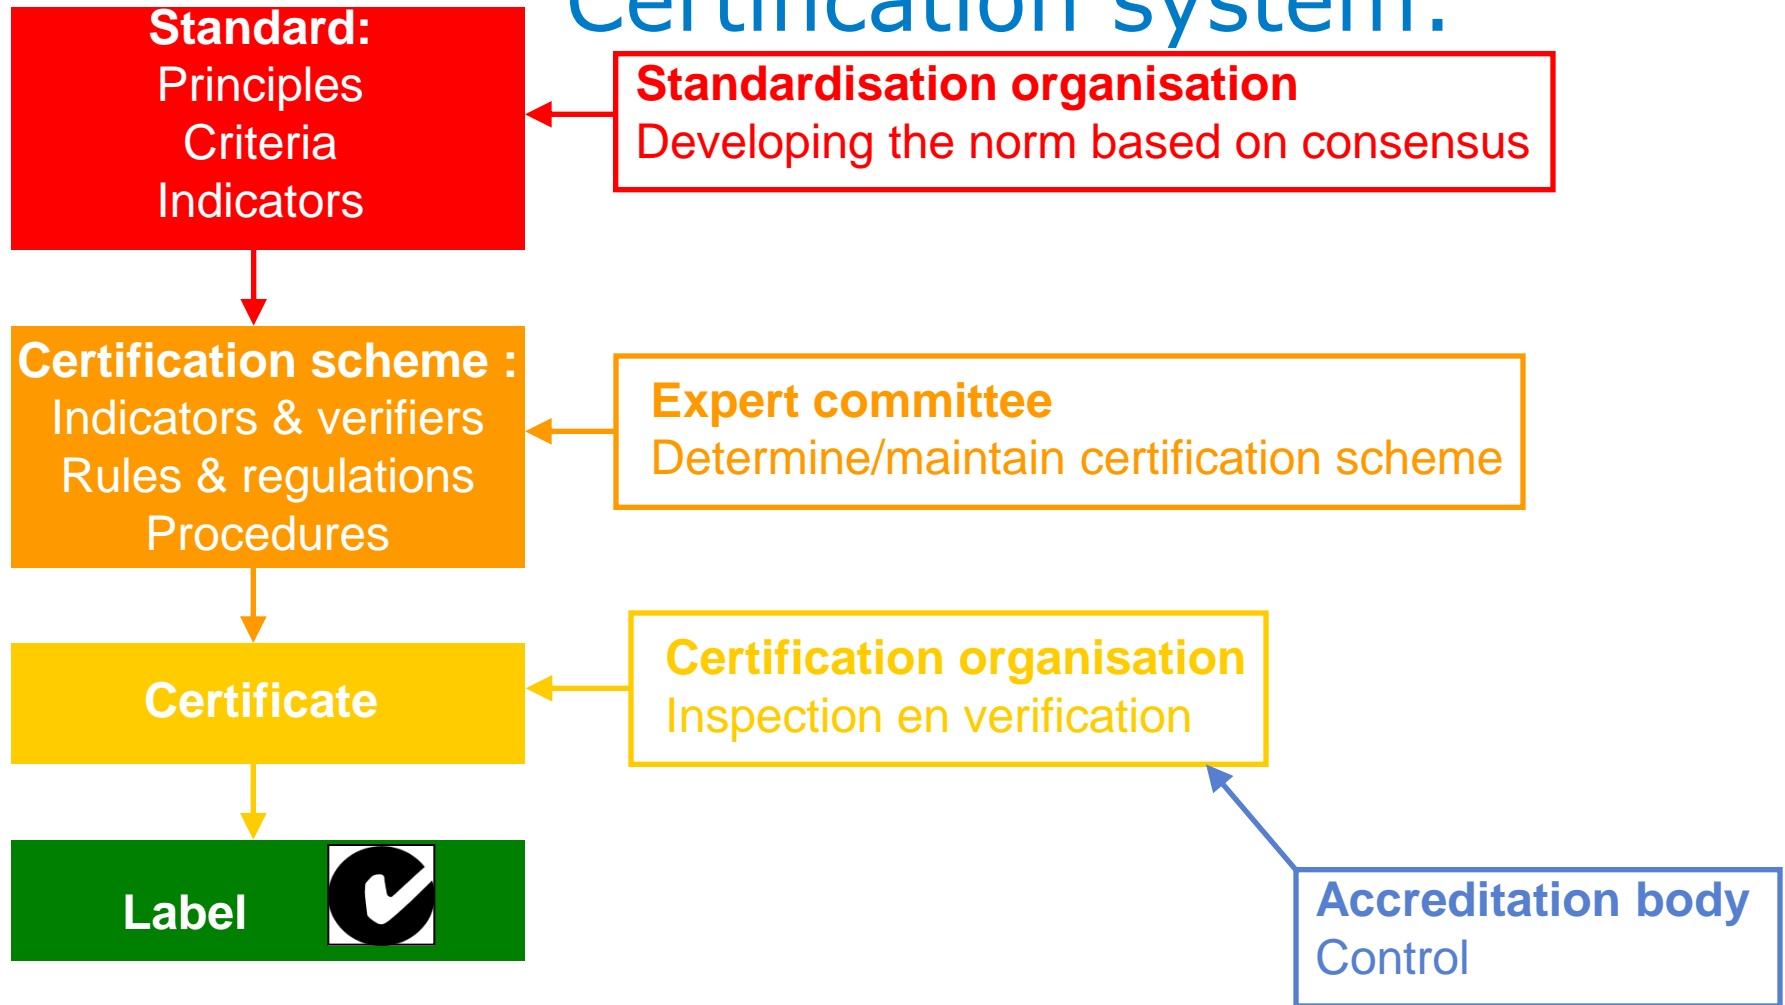 Certification system:
Standard:
Principles
Criteria
Indicators
Standardisation organisation
Developing the norm based on consensus
Certification scheme :
Indicators & verifiers
Rules & regulations
Procedures
Expert committee
Determine/maintain certification scheme
Certificate
Certification organisation
Inspection en verification
Label
Accreditation body
Control